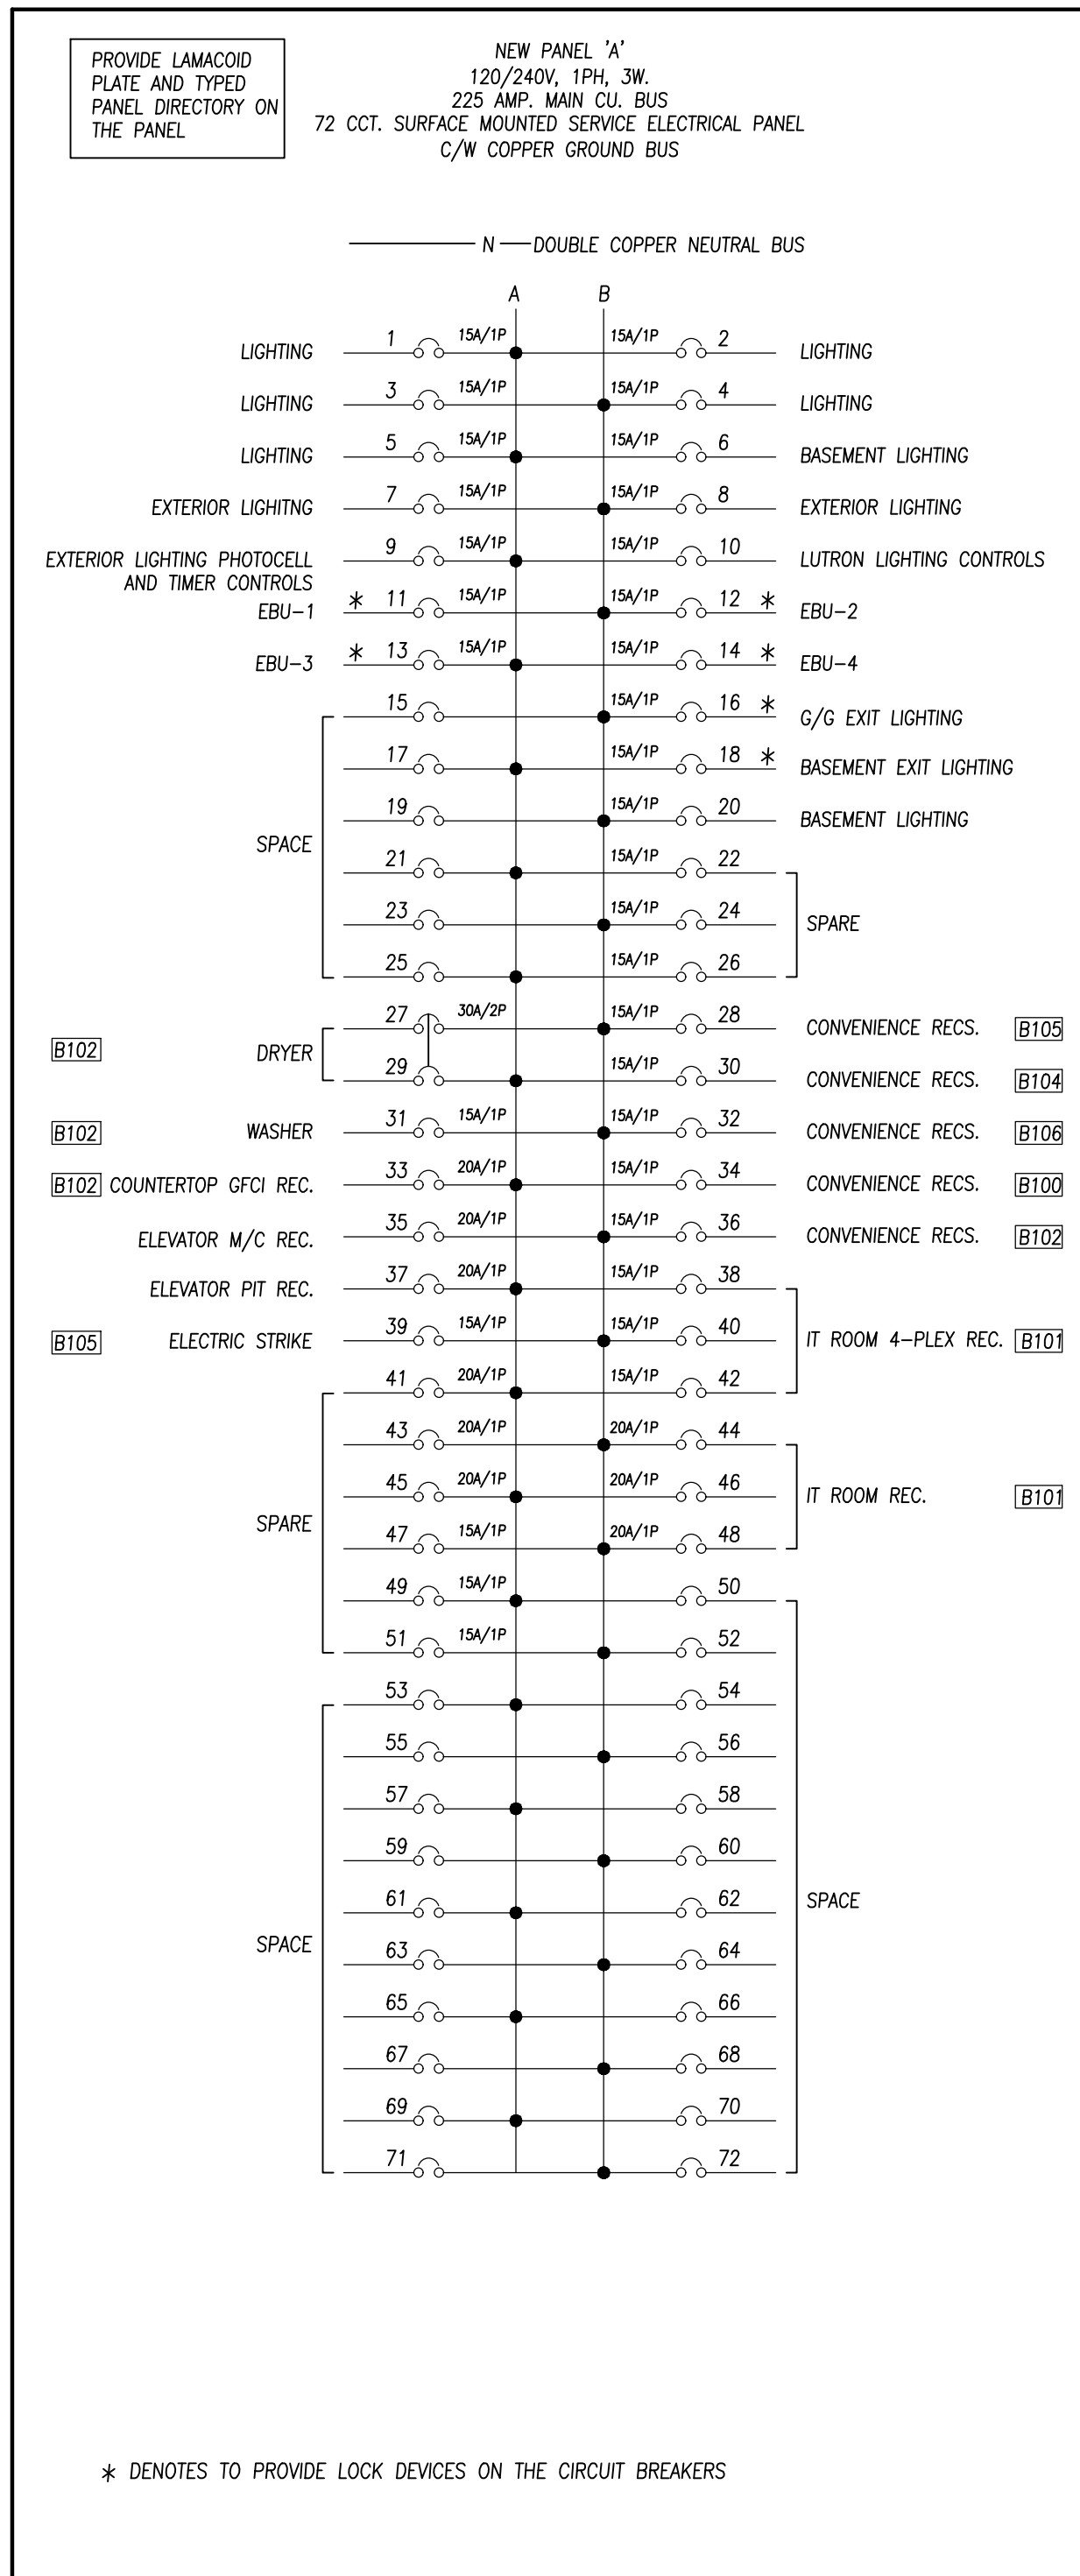 PROVIDE LAMACOID
PLATE AND TYPED
PANEL DIRECTORY ON
THE PANEL
NEW PANEL 'A'
120/240V, 1PH, 3W.
225 AMP. MAIN CU. BUS
72 CCT. SURFACE MOUNTED SERVICE ELECTRICAL PANEL
C/W COPPER GROUND BUS
N DOUBLE COPPER NEUTRAL BUS
A B
LIGHTING 1 15A/1P 15A/1P 2 LIGHTING
LIGHTING 3 15A/1P 15A/1P 4 LIGHTING
LIGHTING 5 15A/1P 15A/1P 6 BASEMENT LIGHTING
EXTERIOR LIGHITNG 7 15A/1P 15A/1P 8 EXTERIOR LIGHTING
EXTERIOR LIGHTING PHOTOCELL 9 15A/1P 15A/1P 10 LUTRON LIGHTING CONTROLS
AND TIMER CONTROLS
EBU-1 * 11 15A/1P 15A/1P 12 * EBU-2
EBU-3 * 13 15A/1P 15A/1P 14 * EBU-4
15 15A/1P 16 * G/G EXIT LIGHTING
17 15A/1P 18 * BASEMENT EXIT LIGHTING
19 15A/1P 20 BASEMENT LIGHTING
SPACE
21 15A/1P 22
23 15A/1P 24 SPARE
25 15A/1P 26
27 30A/2P 15A/1P 28 CONVENIENCE RECS. B105
B102 DRYER
29 15A/1P 30 CONVENIENCE RECS. B104
B102 WASHER 31 15A/1P 15A/1P 32 CONVENIENCE RECS. B106
B102 COUNTERTOP GFCI REC. 33 20A/1P 15A/1P 34 CONVENIENCE RECS. B100
ELEVATOR M/C REC. 35 20A/1P 15A/1P 36 CONVENIENCE RECS. B102
ELEVATOR PIT REC. 37 20A/1P 15A/1P 38
B105 ELECTRIC STRIKE 39 15A/1P 15A/1P 40 IT ROOM 4-PLEX REC. B101
41 20A/1P 15A/1P 42
43 20A/1P 20A/1P 44
45 20A/1P 20A/1P 46 IT ROOM REC. B101
SPARE
47 15A/1P 20A/1P 48
49 15A/1P 50
51 15A/1P 52
53 54
55 56
57 58
59 60
61 62 SPACE
SPACE
63 64
65 66
67 68
69 70
71 72
* DENOTES TO PROVIDE LOCK DEVICES ON THE CIRCUIT BREAKERS